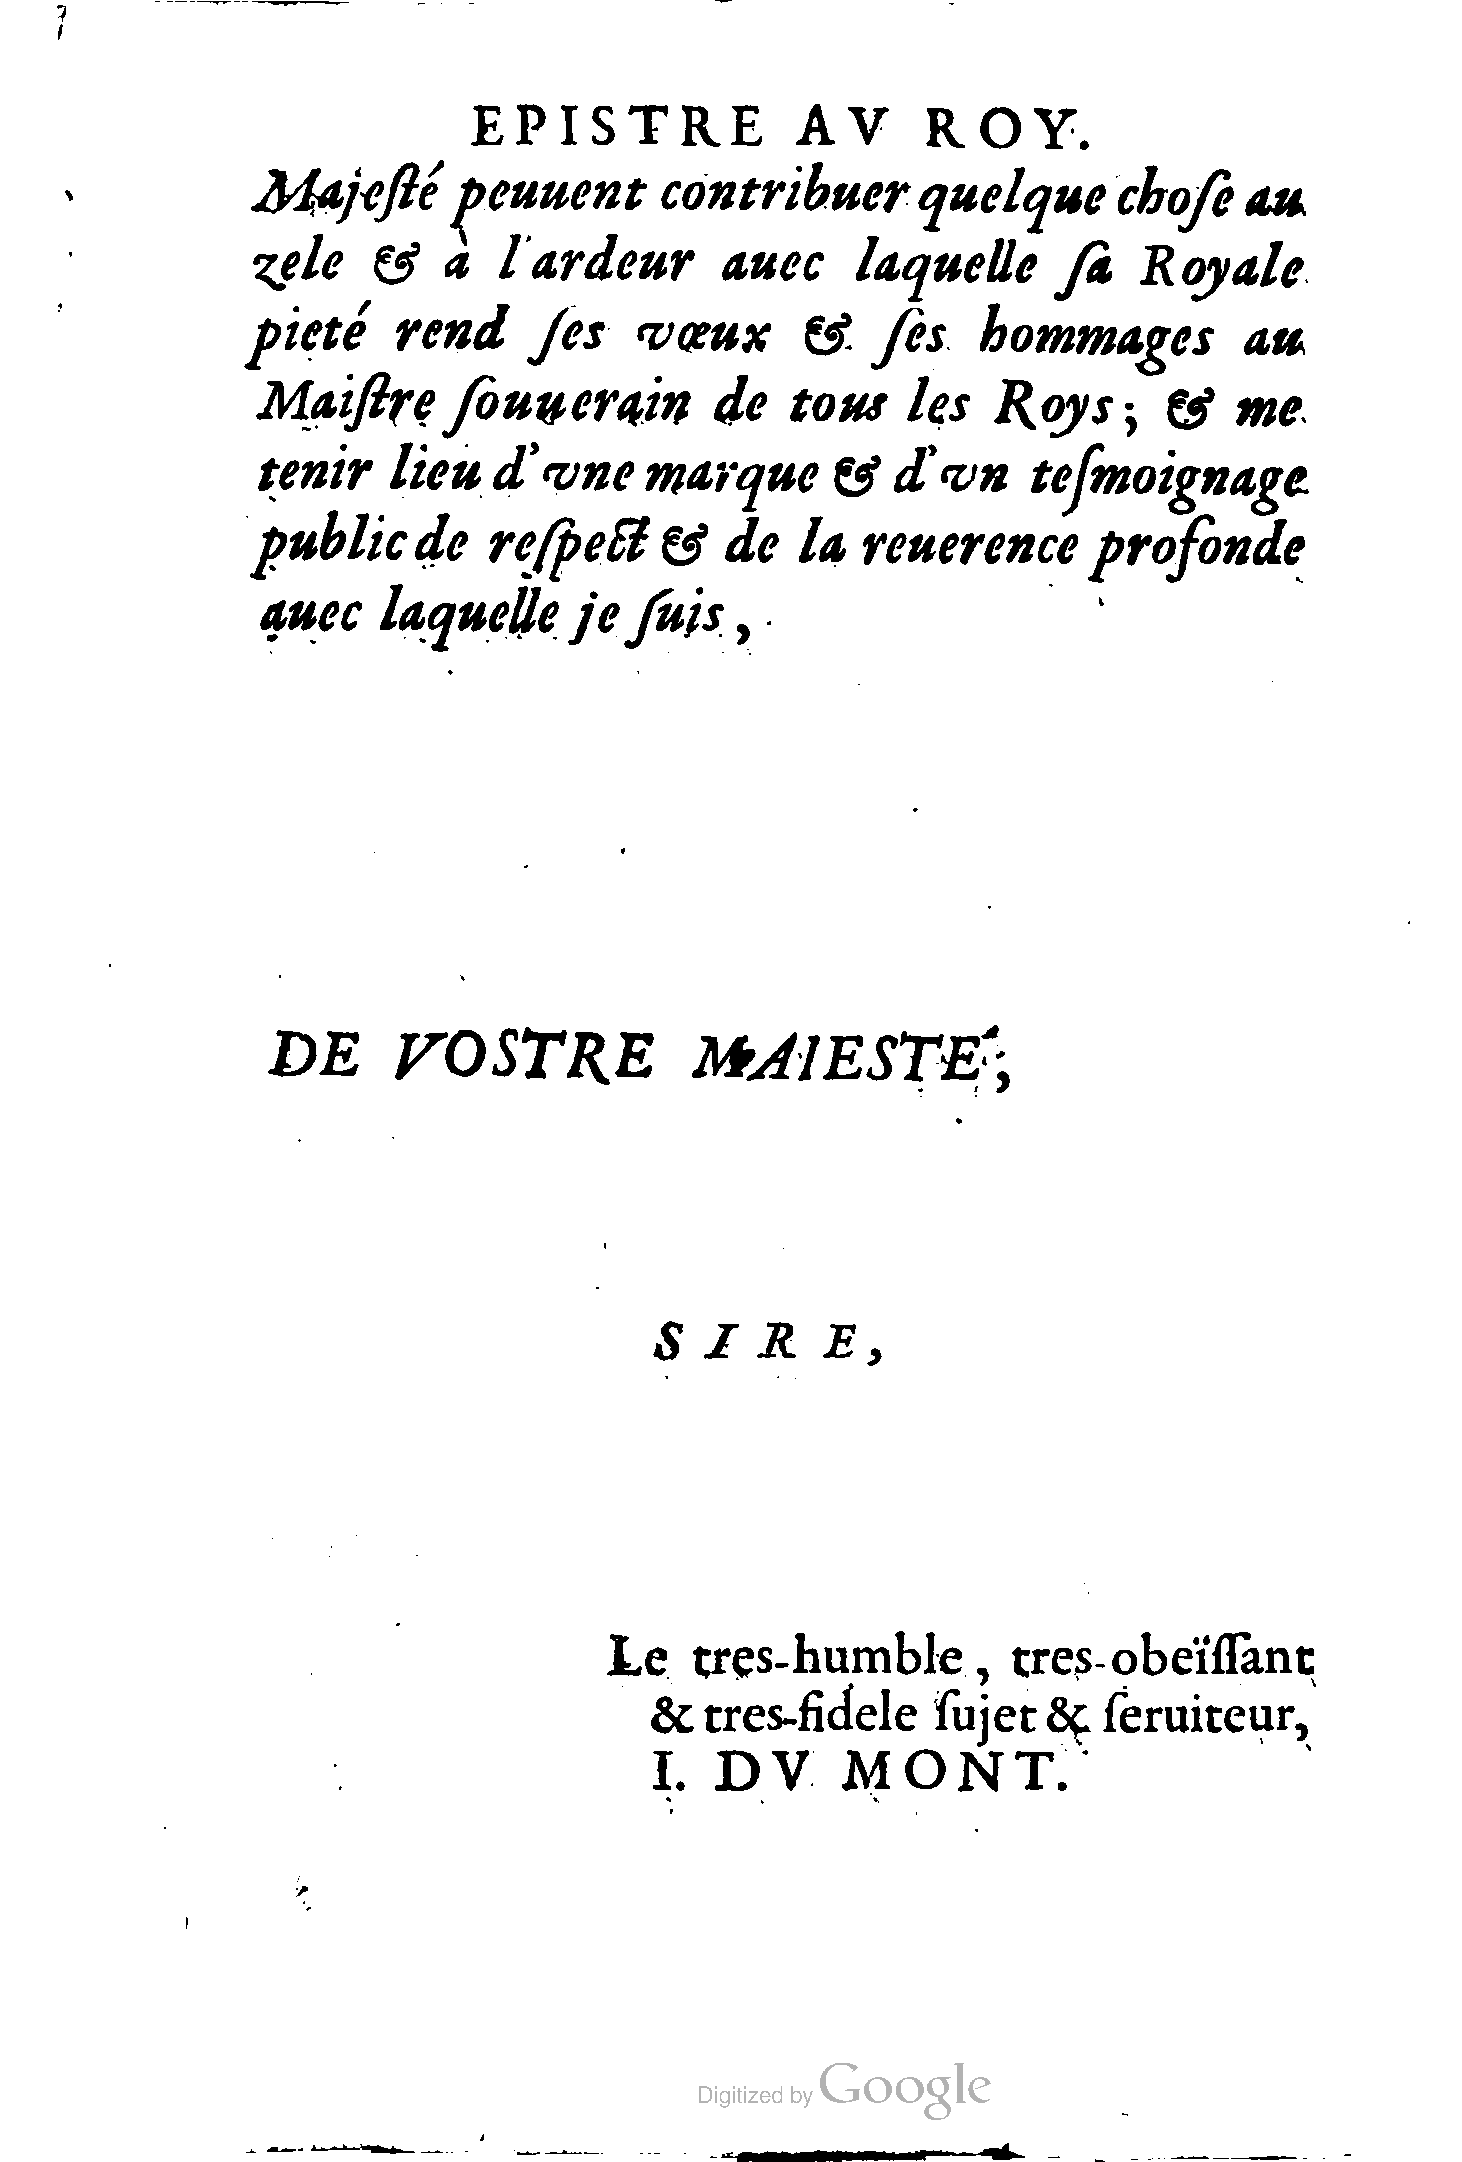 EPISTRE AV ROY.
Majeſté peuuent contribuer quelque choſe au
zele & à l'ardeur auec laquelle ſa Royale
pieté rend ſes vœux & ſes hommages au
Maiſtre ſouuerain de tous les Roys; & me
tenir lieu d'vne marque & d'vn teſmoignage
public de reſpect & de la reuerence profonde
auec laquelle je ſuis,
DE VOSTRE MAIESTE',
SIRE,
Le tres-humble, tres-obeïſſant
& tres-fidele ſujet & ſeruiteur,
I. DV MONT.
Digitized by Google